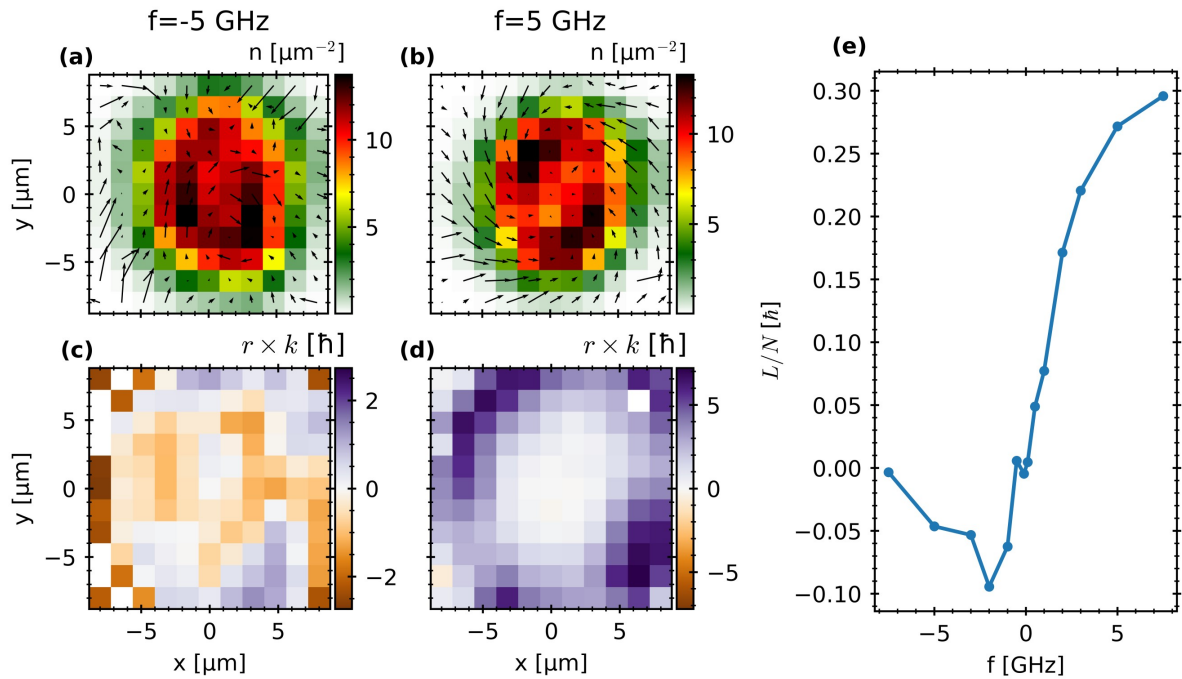 f=-5 GHz
f=5 GHz
(a)
n [μm⁻²]
(b)
n [μm⁻²]
(e)
y [μm]
5
0
−5
10
5
10
5
(c)
r × k [ħ]
(d)
r × k [ħ]
y [μm]
5
0
−5
2
0
−2
5
0
−5
−5
0
5
−5
0
5
x [μm]
x [μm]
L/N [ħ]
0.30
0.25
0.20
0.15
0.10
0.05
0.00
−0.05
−0.10
−5
0
5
f [GHz]